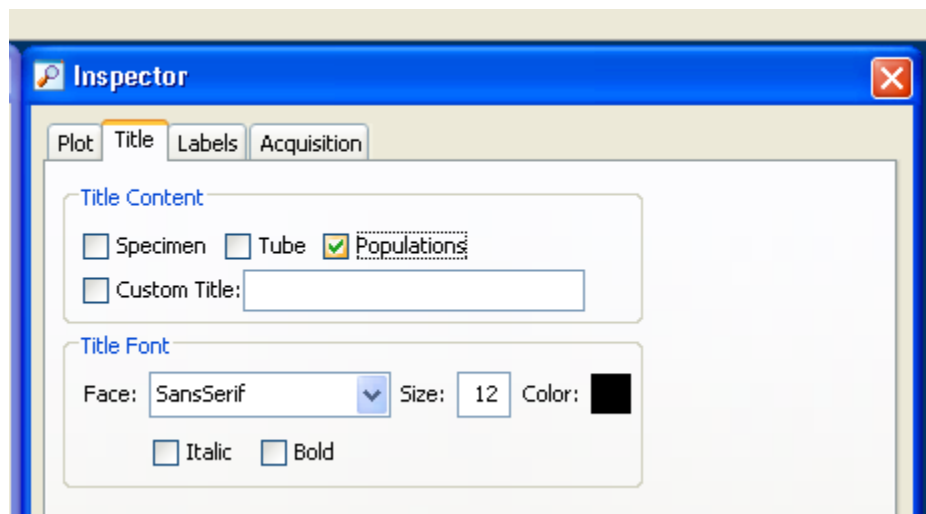 Inspector
Plot Title Labels Acquisition
Title Content
Specimen Tube Populations
Custom Title:
Title Font
Face: SansSerif Size: 12 Color:
Italic Bold